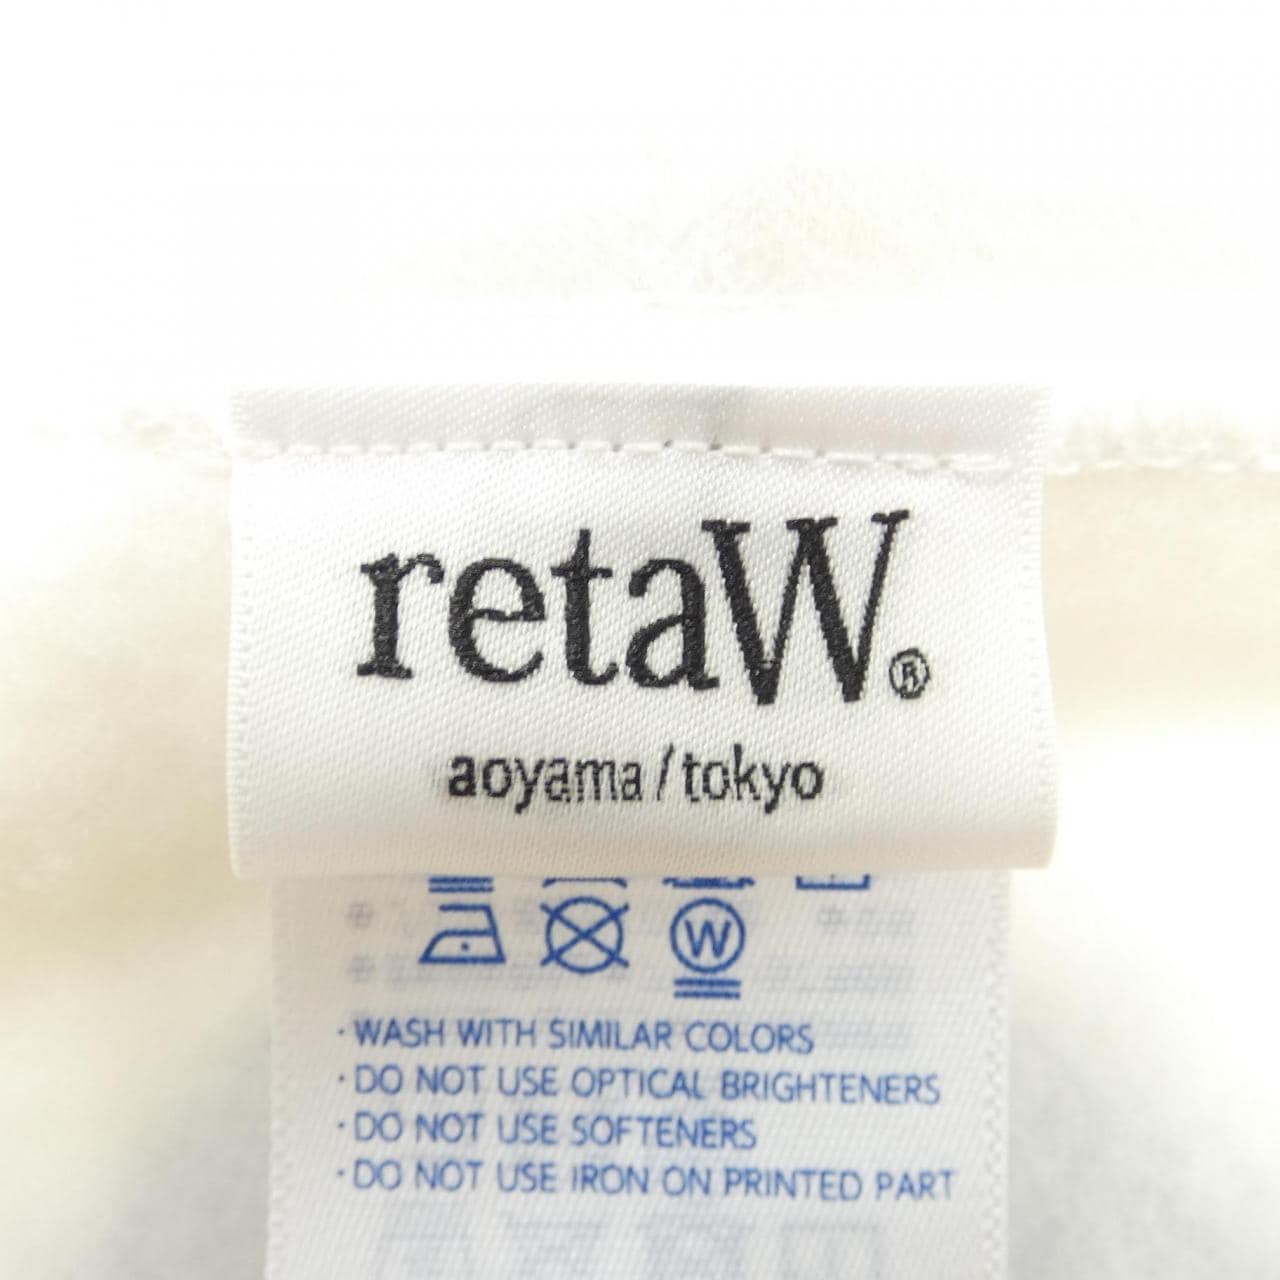 retaW®
aoyama/tokyo
W
·WASH WITH SIMILAR COLORS
·DO NOT USE OPTICAL BRIGHTENERS
·DO NOT USE SOFTENERS
·DO NOT USE IRON ON PRINTED PART